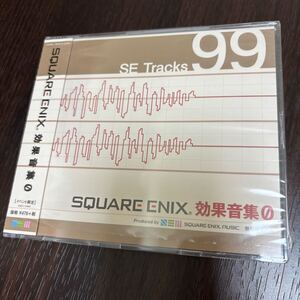 99
SE Tracks
SQUARE ENIX. 効果音集0
SQUARE ENIX. 効果音集0
Produced by
SQUARE ENIX MUSIC